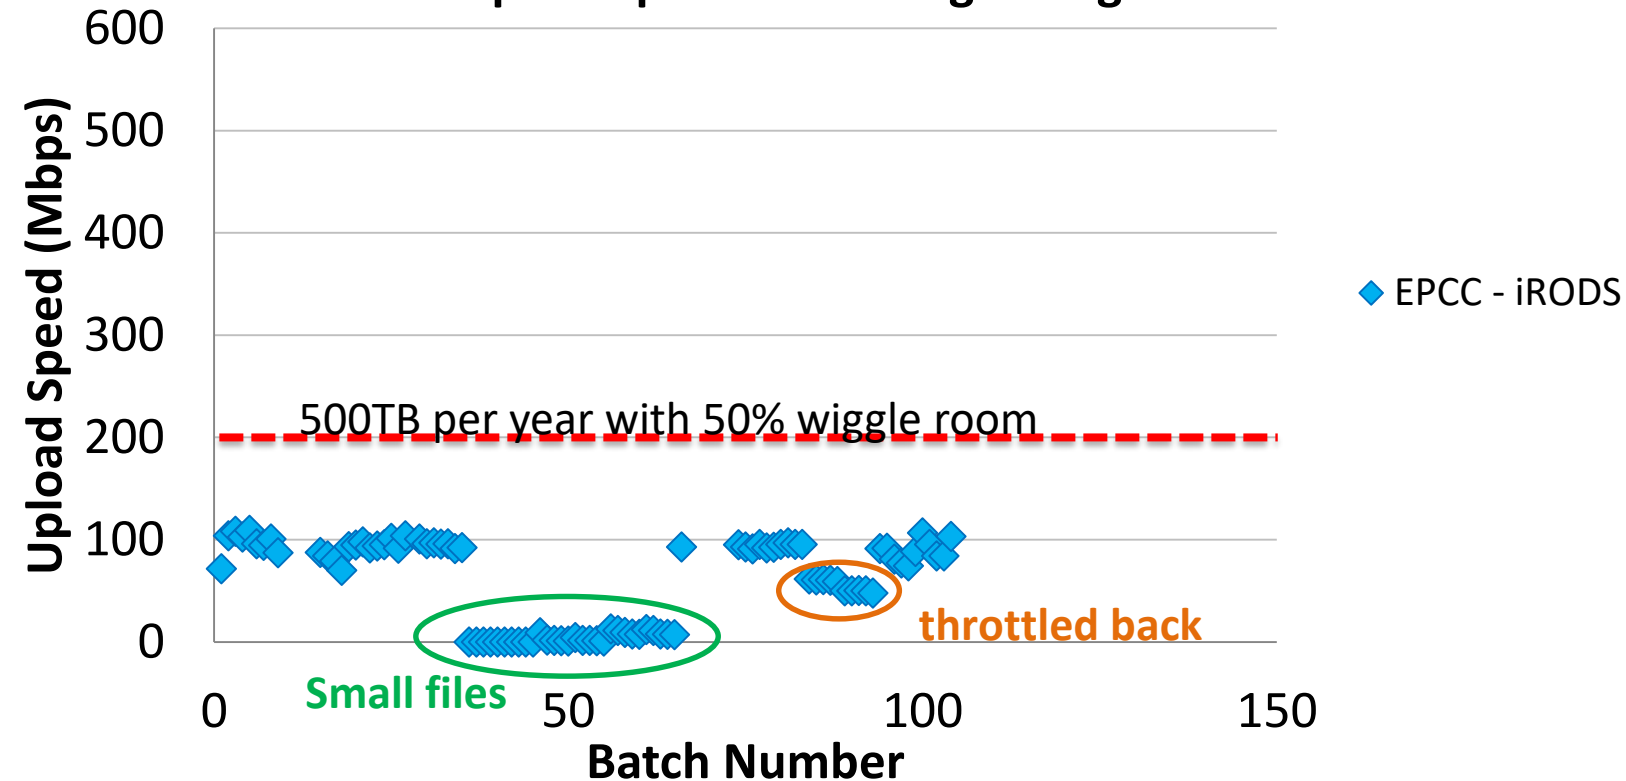 600
500
400
300
200
100
0
Upload Speed (Mbps)
500TB per year with 50% wiggle room
EPCC - iRODS
throttled back
Small files
0 50 100 150
Batch Number